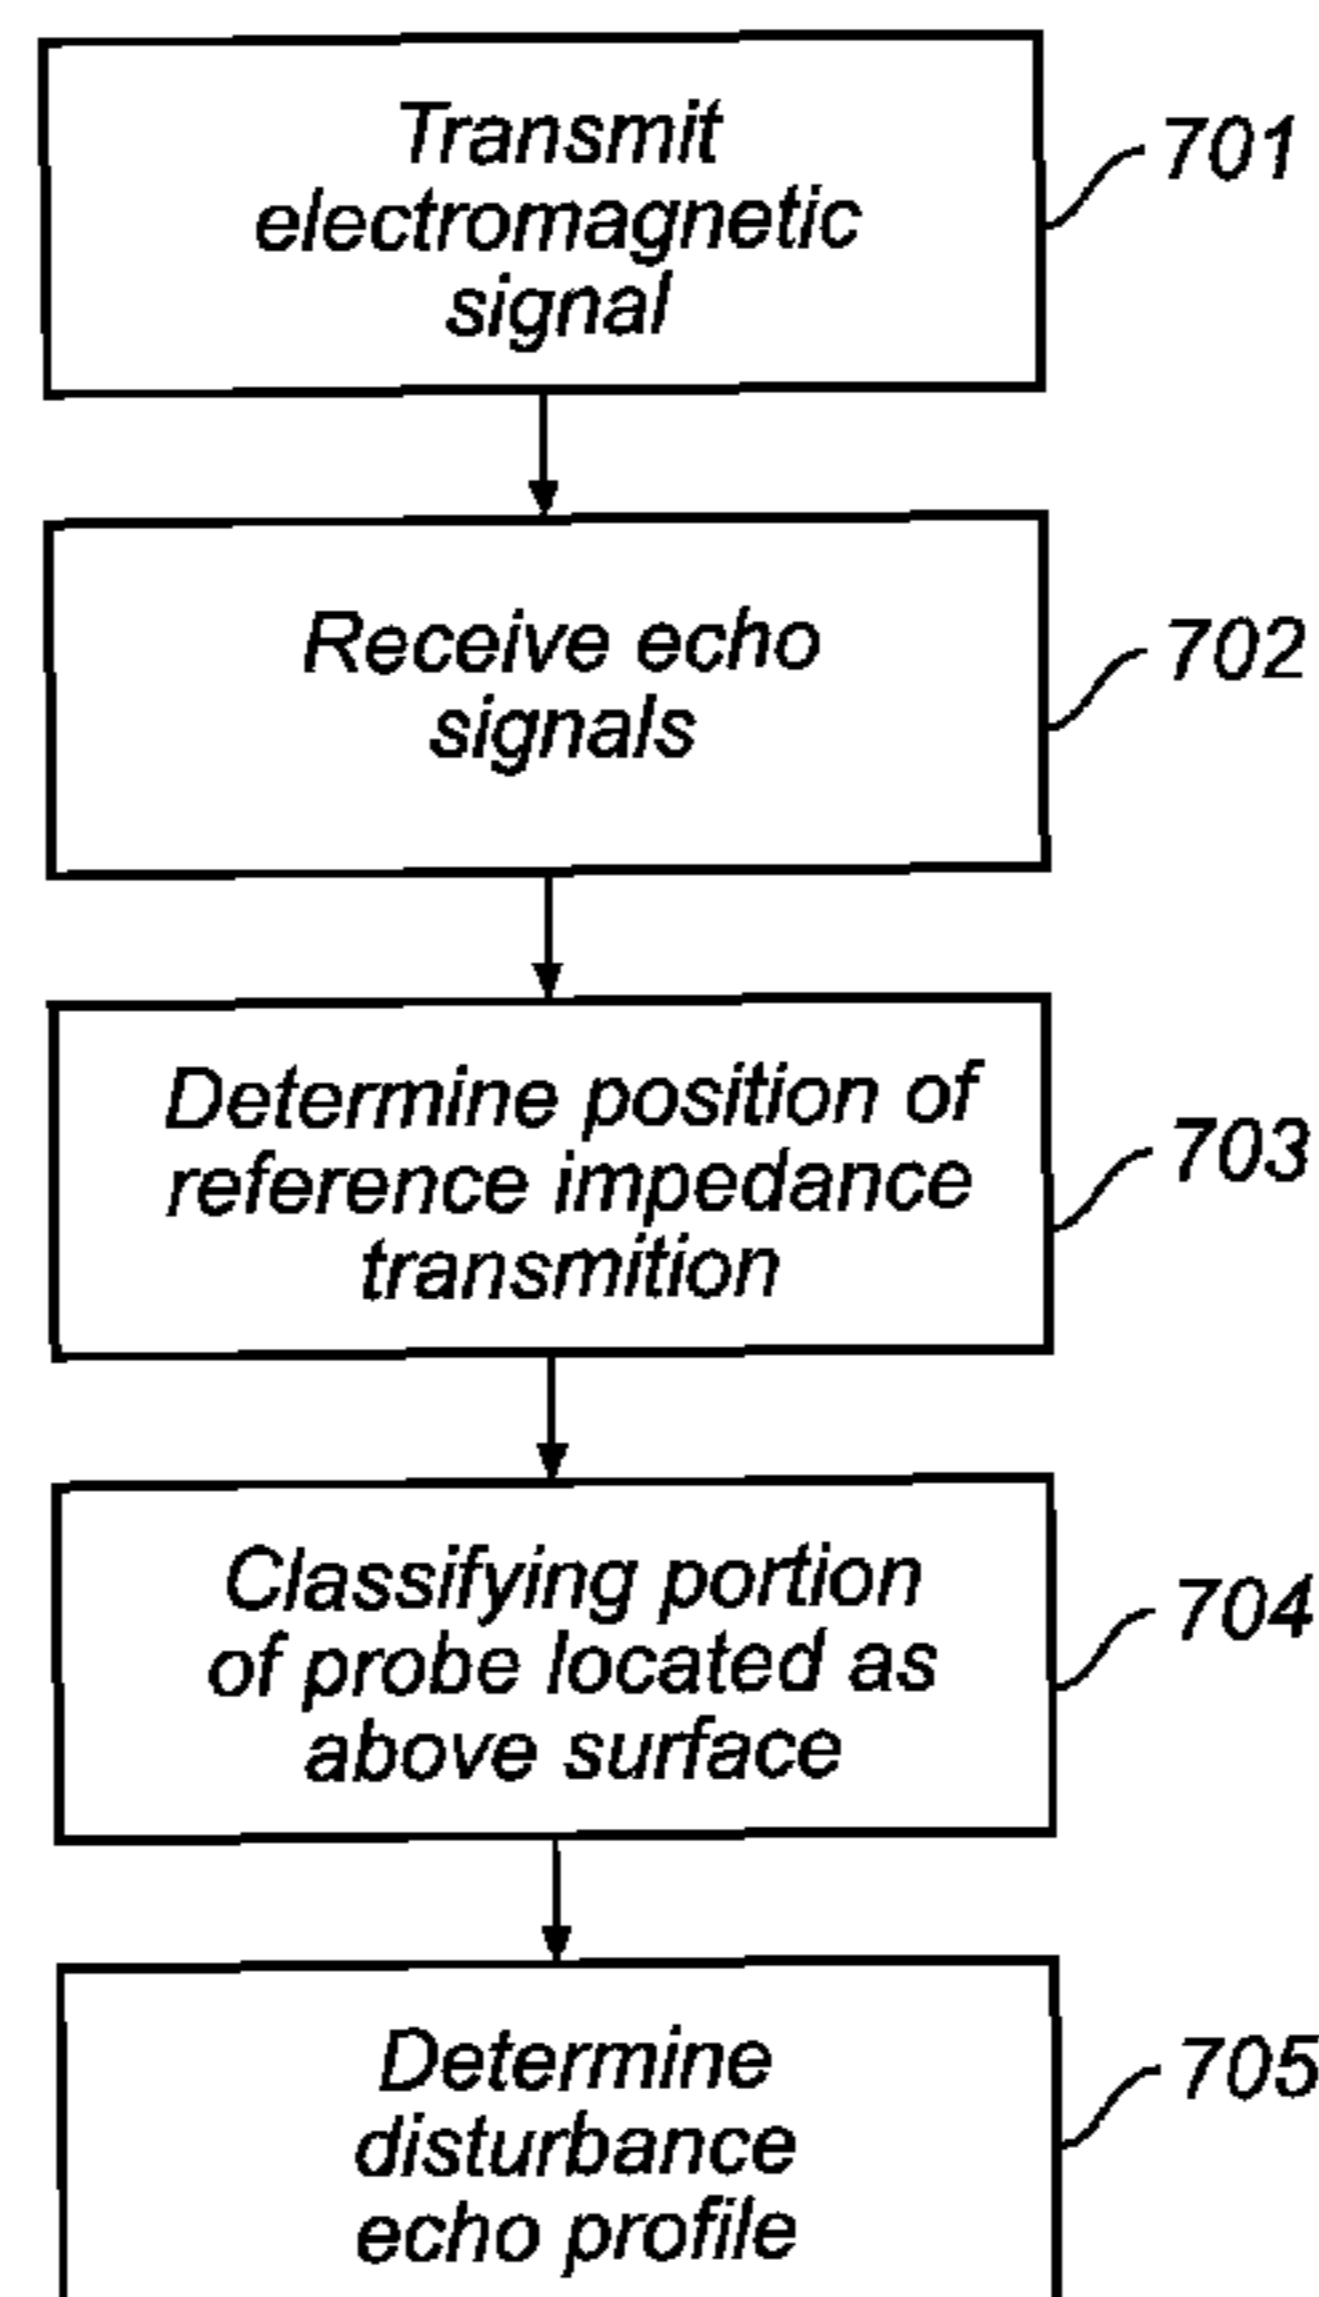 Transmit
electromagnetic
signal
701
Receive echo
signals
702
Determine position of
reference impedance
transmition
703
Classifying portion
of probe located as
above surface
704
Determine
disturbance
echo profile
705